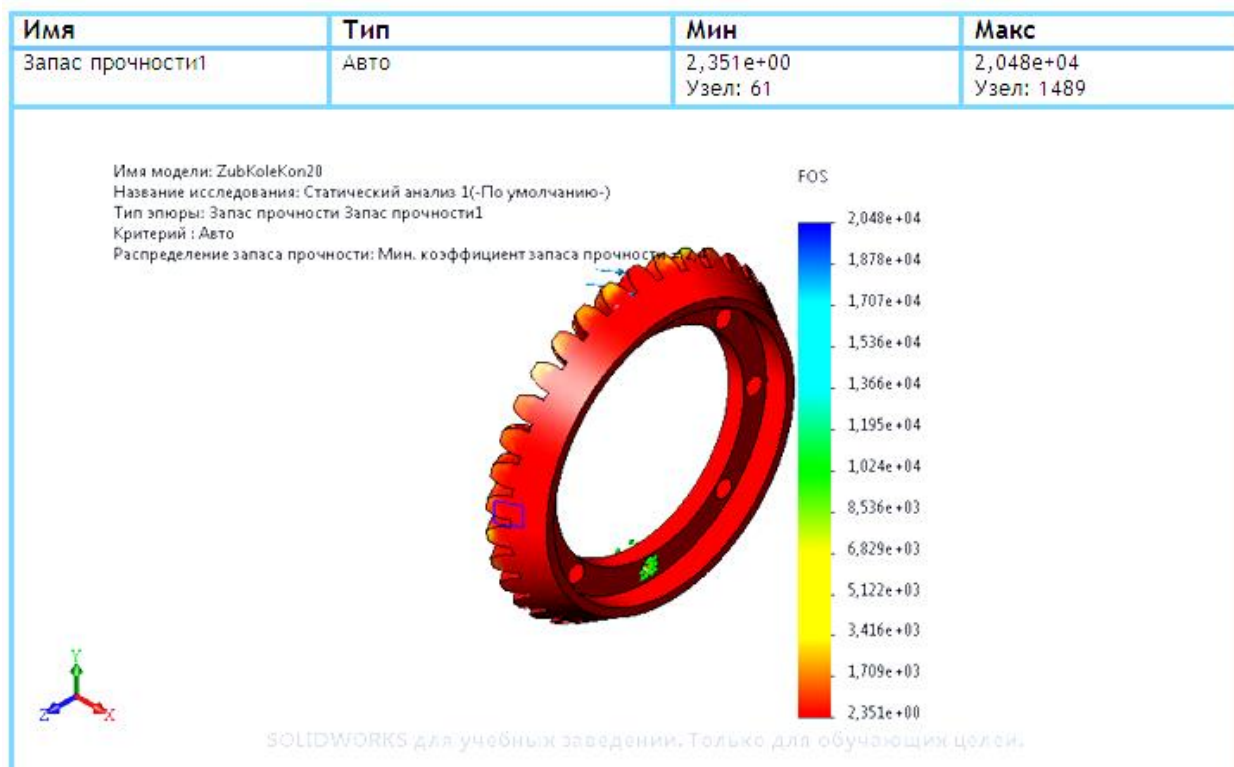 Имя Тип Мин Макс
Запас прочности1 Авто 2,351e+00 2,048e+04
Узел: 61 Узел: 1489
Имя модели: ZubKoleKon20
Название исследования: Статический анализ 1(-По умолчанию-)
Тип эпюры: Запас прочности Запас прочности1
Критерий : Авто
Распределение запаса прочности: Мин. коэффициент запаса прочности
FOS
2,048e+04
1,878e+04
1,707e+04
1,536e+04
1,366e+04
1,195e+04
1,024e+04
8,536e+03
6,829e+03
5,122e+03
3,416e+03
1,709e+03
2,351e+00
Y
Z X
SOLIDWORKS для учебных заведений. Только для обучающих целей.